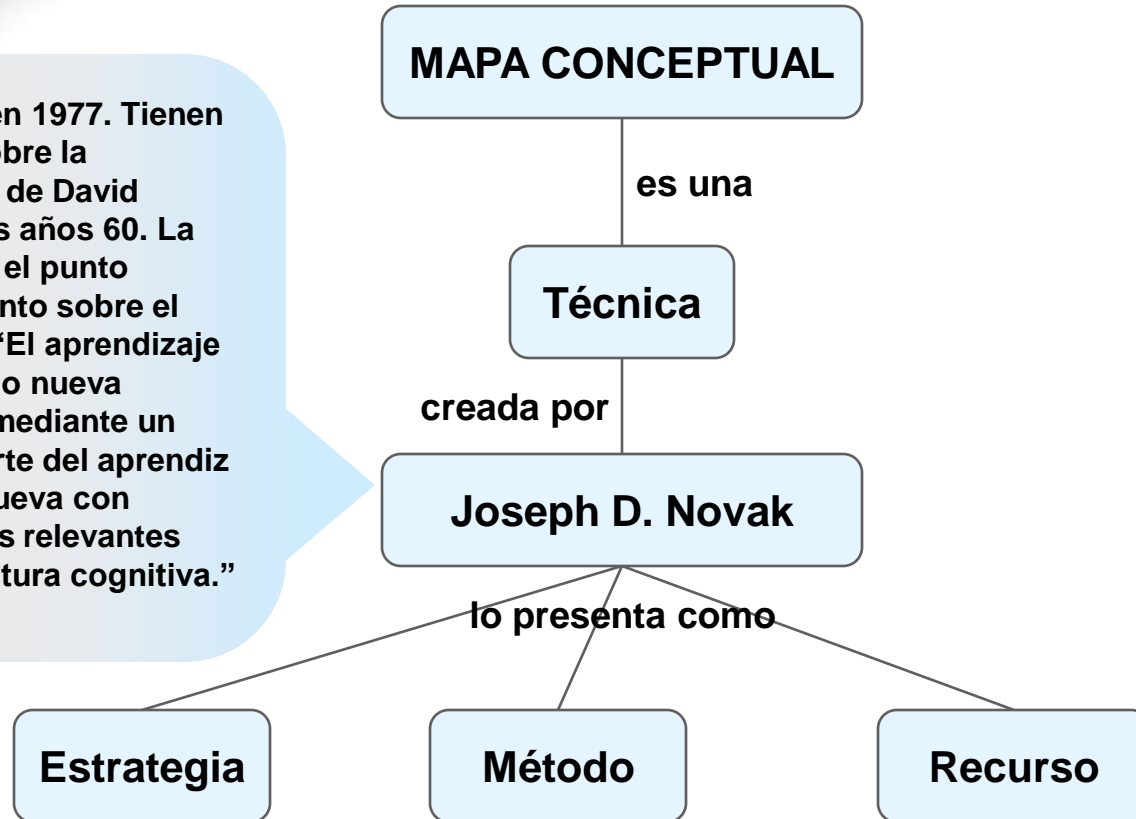 MAPA CONCEPTUAL
en 1977. Tienen
obre la
de David
s años 60. La
el punto
nto sobre el
“El aprendizaje
o nueva
mediante un
rte del aprendiz
ueva con
s relevantes
tura cognitiva.”
es una
Técnica
creada por
Joseph D. Novak
lo presenta como
Estrategia
Método
Recurso